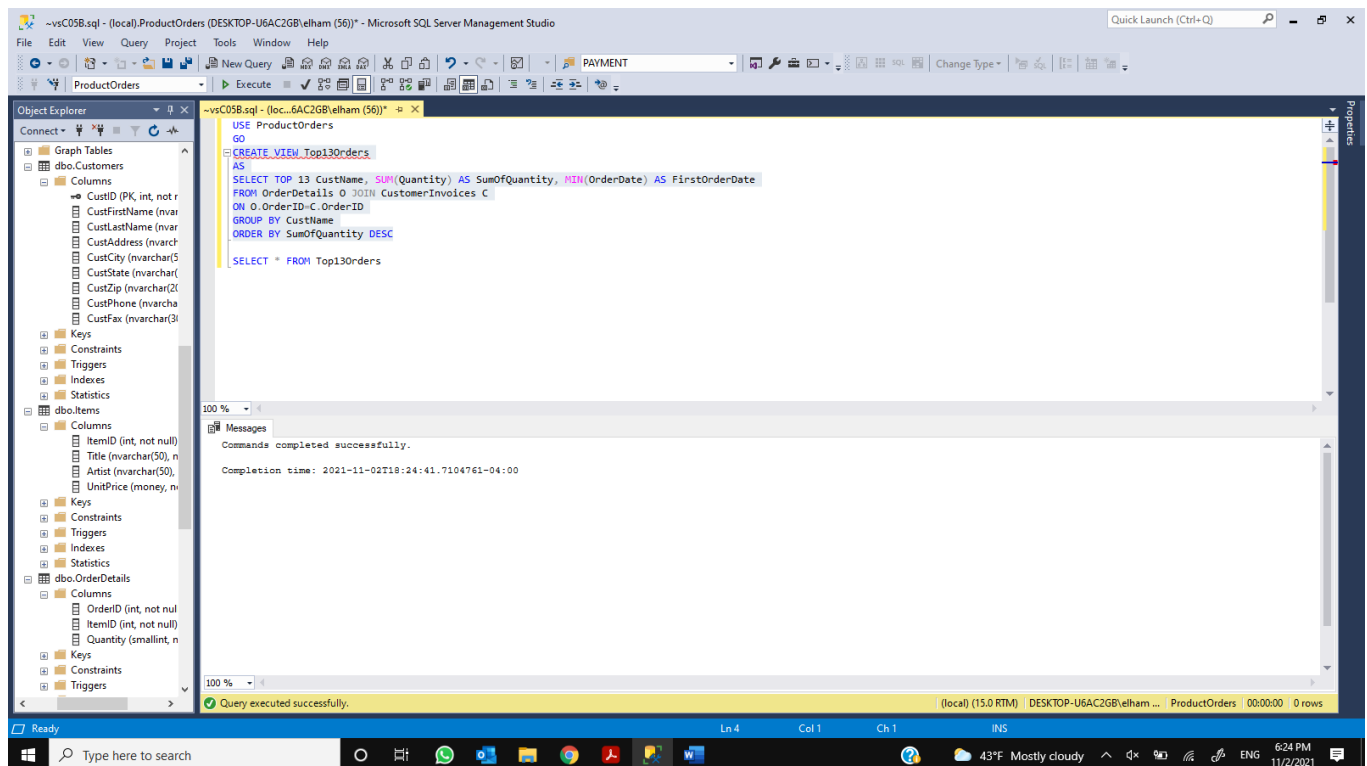 ~vsC05B.sql - (local).ProductOrders (DESKTOP-U6AC2GB\elham (56))* - Microsoft SQL Server Management Studio
Quick Launch (Ctrl+Q)
File Edit View Query Project Tools Window Help
New Query MDX DMX XMLA DAX PAYMENT SQL Change Type
ProductOrders Execute
Object Explorer
~vsC05B.sql - (loc...6AC2GB\elham (56))*
Properties
Connect
Graph Tables
dbo.Customers
Columns
CustID (PK, int, not r
CustFirstName (nvar
CustLastName (nvar
CustAddress (nvarch
CustCity (nvarchar(5
CustState (nvarchar(
CustZip (nvarchar(20
CustPhone (nvarcha
CustFax (nvarchar(30
Keys
Constraints
Triggers
Indexes
Statistics
dbo.Items
Columns
ItemID (int, not null)
Title (nvarchar(50), n
Artist (nvarchar(50),
UnitPrice (money, n
Keys
Constraints
Triggers
Indexes
Statistics
dbo.OrderDetails
Columns
OrderID (int, not nul
ItemID (int, not null)
Quantity (smallint, n
Keys
Constraints
Triggers
USE ProductOrders
GO
CREATE VIEW Top13Orders
AS
SELECT TOP 13 CustName, SUM(Quantity) AS SumOfQuantity, MIN(OrderDate) AS FirstOrderDate
FROM OrderDetails O JOIN CustomerInvoices C
ON O.OrderID=C.OrderID
GROUP BY CustName
ORDER BY SumOfQuantity DESC
SELECT * FROM Top13Orders
100 %
Messages
Commands completed successfully.
Completion time: 2021-11-02T18:24:41.7104761-04:00
100 %
Query executed successfully.
(local) (15.0 RTM) DESKTOP-U6AC2GB\elham ... ProductOrders 00:00:00 0 rows
Ready Ln 4 Col 1 Ch 1 INS
Type here to search
43°F Mostly cloudy ENG 6:24 PM
11/2/2021